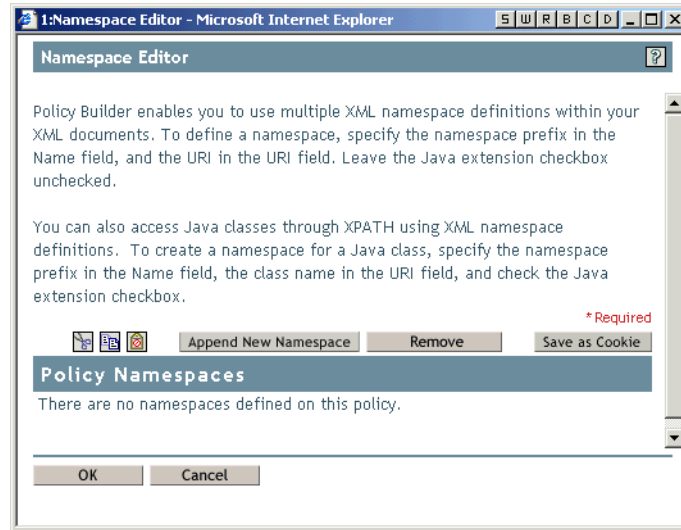 1:Namespace Editor - Microsoft Internet Explorer
S W R B C D
Namespace Editor
?
Policy Builder enables you to use multiple XML namespace definitions within your
XML documents. To define a namespace, specify the namespace prefix in the
Name field, and the URI in the URI field. Leave the Java extension checkbox
unchecked.
You can also access Java classes through XPATH using XML namespace
definitions. To create a namespace for a Java class, specify the namespace
prefix in the Name field, the class name in the URI field, and check the Java
extension checkbox.
*Required
Append New Namespace Remove Save as Cookie
Policy Namespaces
There are no namespaces defined on this policy.
OK Cancel